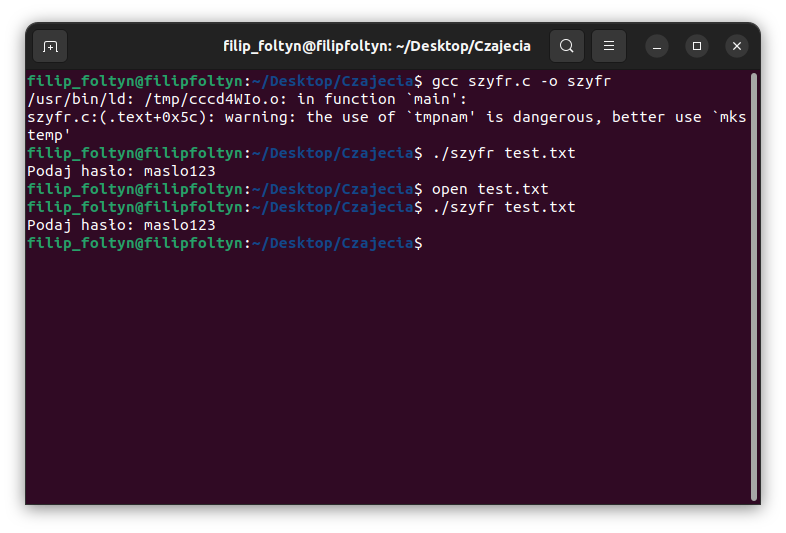 filip_foltyn@filipfoltyn: ~/Desktop/Czajecia
filip_foltyn@filipfoltyn:~/Desktop/Czajecia$ gcc szyfr.c -o szyfr
/usr/bin/ld: /tmp/cccd4WIo.o: in function `main':
szyfr.c:(.text+0x5c): warning: the use of `tmpnam' is dangerous, better use `mks
temp'
filip_foltyn@filipfoltyn:~/Desktop/Czajecia$ ./szyfr test.txt
Podaj hasło: maslo123
filip_foltyn@filipfoltyn:~/Desktop/Czajecia$ open test.txt
filip_foltyn@filipfoltyn:~/Desktop/Czajecia$ ./szyfr test.txt
Podaj hasło: maslo123
filip_foltyn@filipfoltyn:~/Desktop/Czajecia$